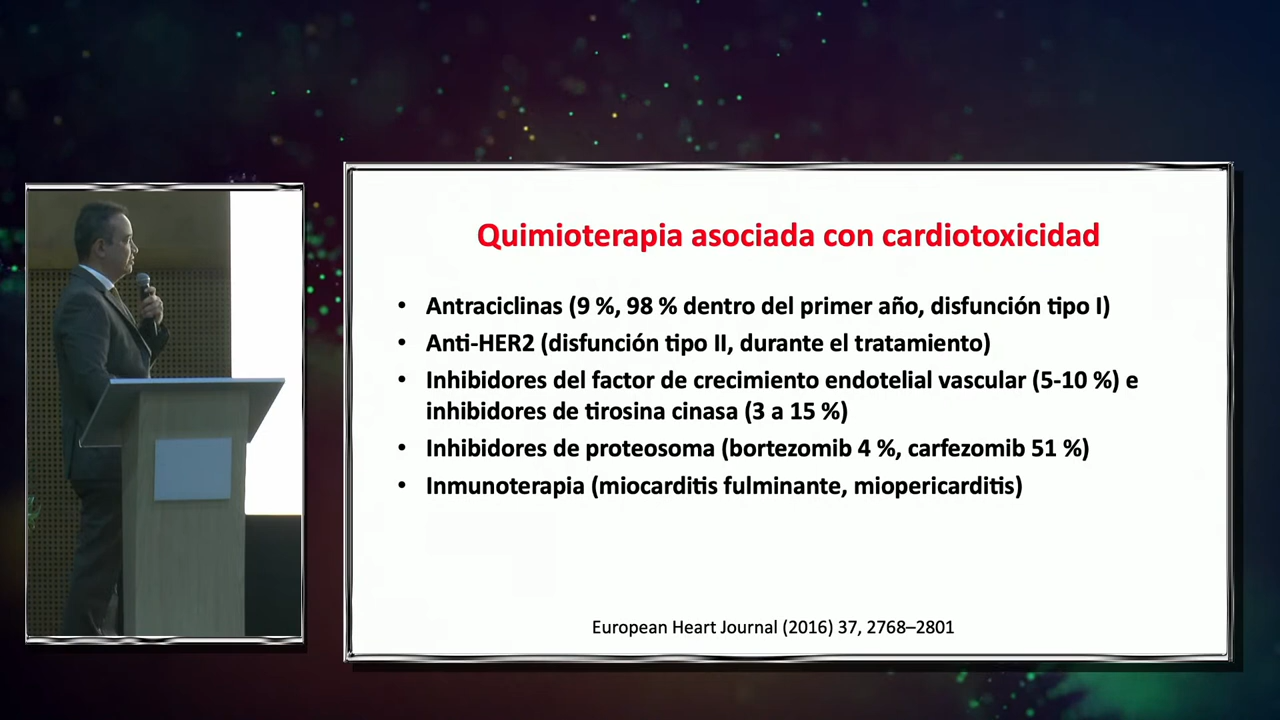 Quimioterapia asociada con cardiotoxicidad
• Antraciclinas (9 %, 98 % dentro del primer año, disfunción tipo I)
• Anti-HER2 (disfunción tipo II, durante el tratamiento)
• Inhibidores del factor de crecimiento endotelial vascular (5-10 %) e
inhibidores de tirosina cinasa (3 a 15 %)
• Inhibidores de proteosoma (bortezomib 4 %, carfezomib 51 %)
• Inmunoterapia (miocarditis fulminante, miopericarditis)
European Heart Journal (2016) 37, 2768–2801